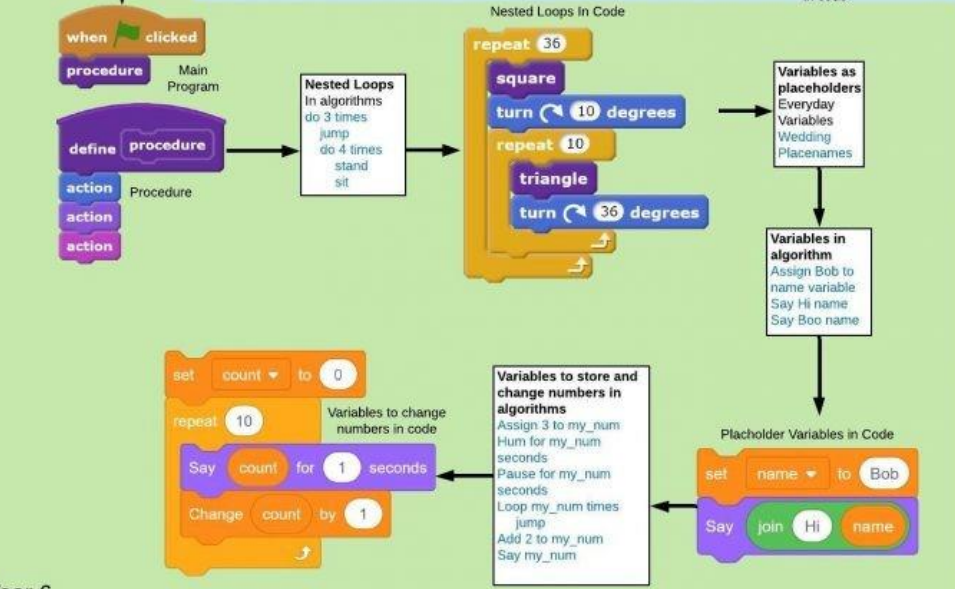 Nested Loops In Code
when clicked
procedure
Main
Program
define procedure
action
Procedure
action
action
Nested Loops
In algorithms
do 3 times
jump
do 4 times
stand
sit
repeat 36
square
turn 10 degrees
repeat 10
triangle
turn 36 degrees
Variables as
placeholders
Everyday
Variables
Wedding
Placenames
Variables in
algorithm
Assign Bob to
name variable
Say Hi name
Say Boo name
Placholder Variables in Code
set name to Bob
Say join Hi name
Variables to store and
change numbers in
algorithms
Assign 3 to my_num
Hum for my_num
seconds
Pause for my_num
seconds
Loop my_num times
jump
Add 2 to my_num
Say my_num
set count to 0
repeat 10
Variables to change
numbers in code
Say count for 1 seconds
Change count by 1